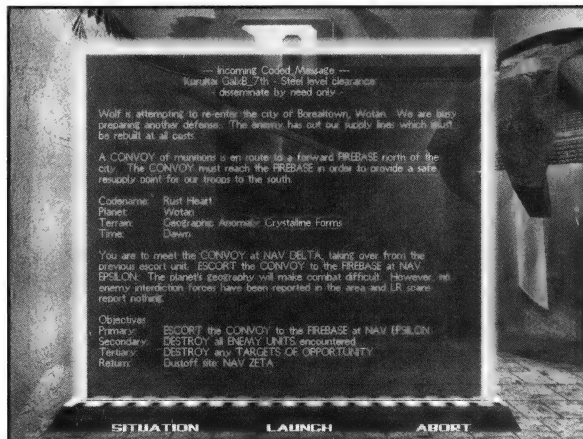 --- Incoming Coded Message ---
Kurultai Gal:B_7th - Steel level clearance
- disseminate by need only -
Wolf is attempting to re-enter the city of Borealtown, Wotan. We are busy
preparing another defense. The enemy has cut our supply lines which must
be rebuilt at all costs.
A CONVOY of munitions is en route to a forward FIREBASE north of the
city. The CONVOY must reach the FIREBASE in order to provide a safe
resupply point for our troops to the south.
Codename: Rust Heart
Planet: Wotan
Terrain: Geographic Anomaly: Crystalline Forms
Time: Dawn
You are to meet the CONVOY at NAV DELTA, taking over from the
previous escort unit. ESCORT the CONVOY to the FIREBASE at NAV
EPSILON. The planet's geography will make combat difficult. However, no
enemy interdiction forces have been reported in the area and LR scans
report nothing.
Objectives
Primary: ESCORT the CONVOY to the FIREBASE at NAV EPSILON
Secondary: DESTROY all ENEMY UNITS encountered
Tertiary: DESTROY any TARGETS OF OPPORTUNITY
Return: Dustoff site: NAV ZETA
SITUATION LAUNCH ABORT